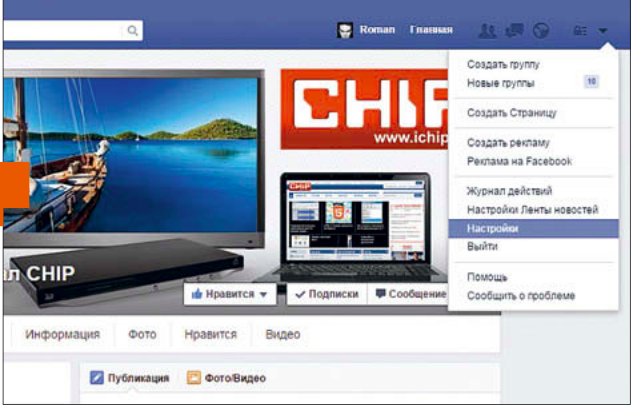 Roman Главная
Создать группу
Новые группы 10
Создать Страницу
Создать рекламу
Реклама на Facebook
Журнал действий
Настройки Ленты новостей
Настройки
Выйти
Помощь
Сообщить о проблеме
CHIP
www.ichip
CHIP
ал CHIP
Нравится
Подписки
Сообщение
Информация Фото Нравится Видео
Публикация Фото/Видео